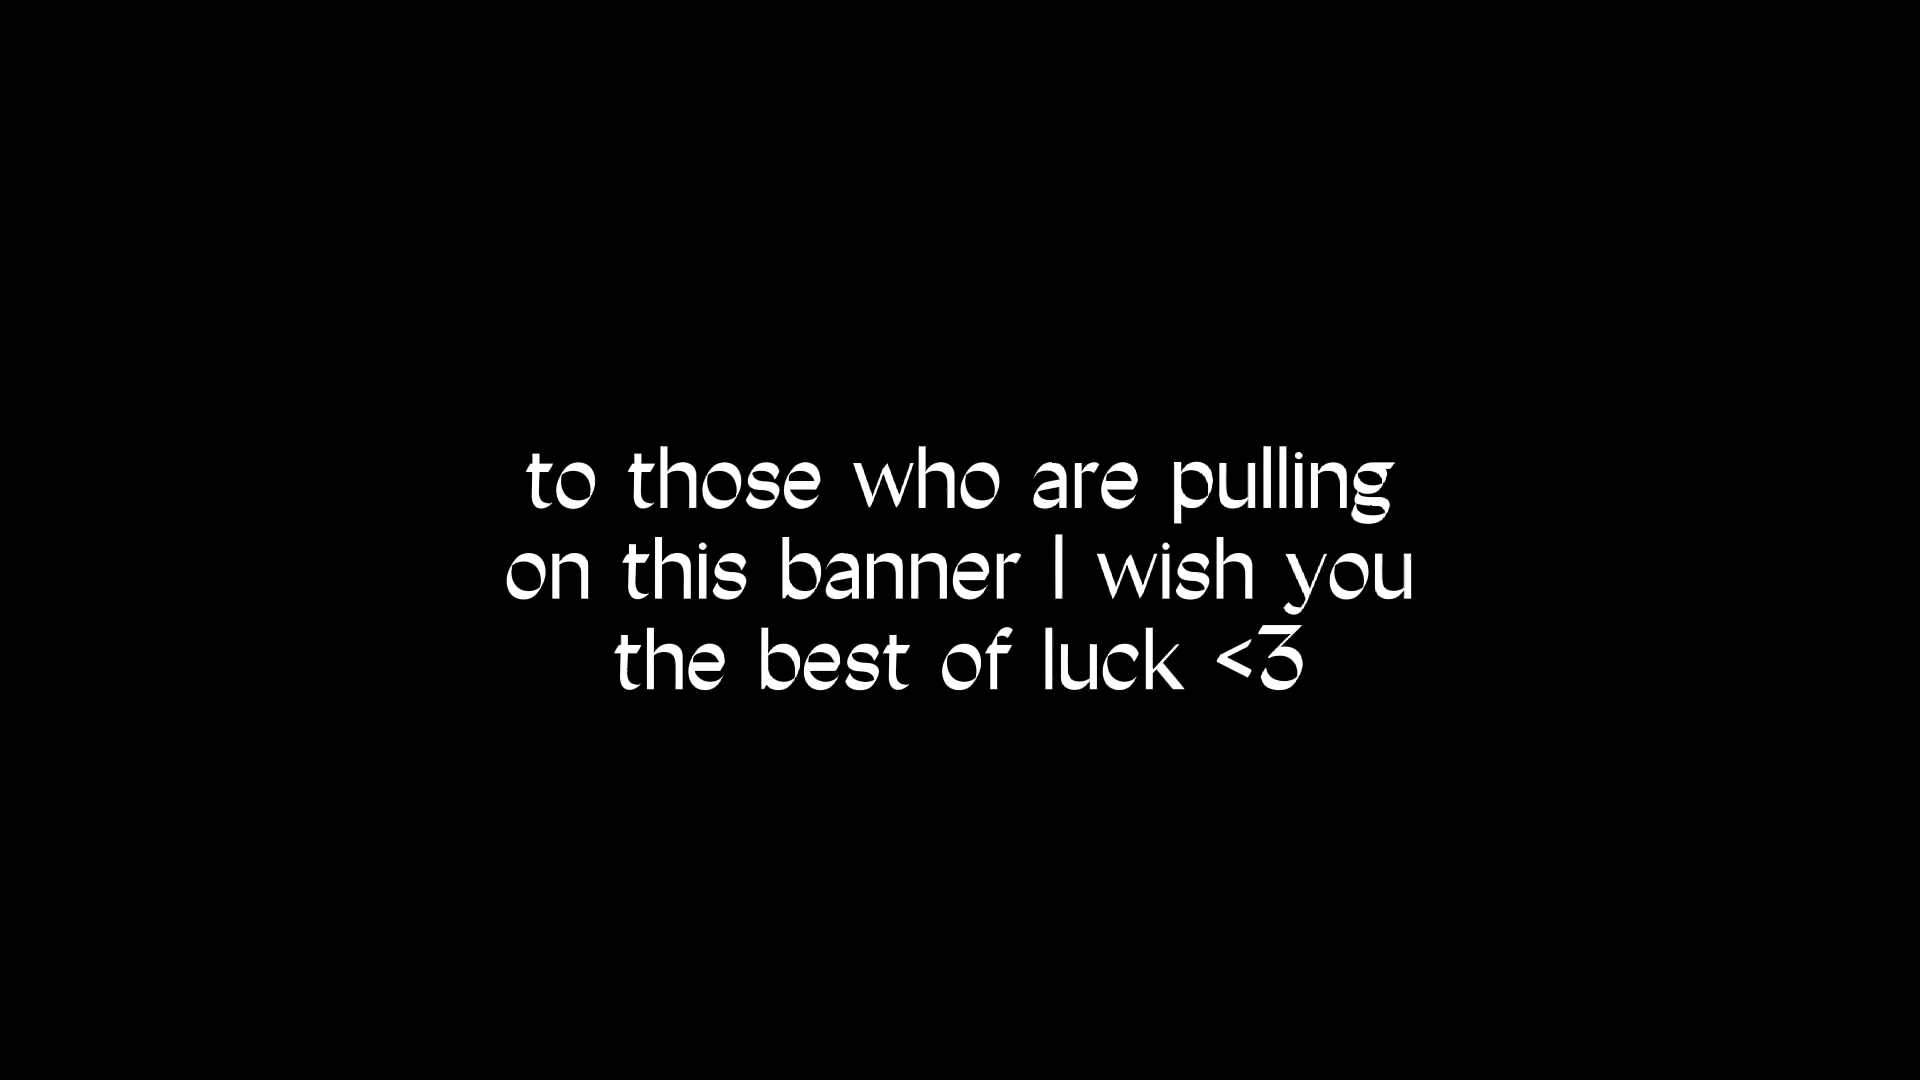 to those who are pulling
on this banner I wish you
the best of luck <3